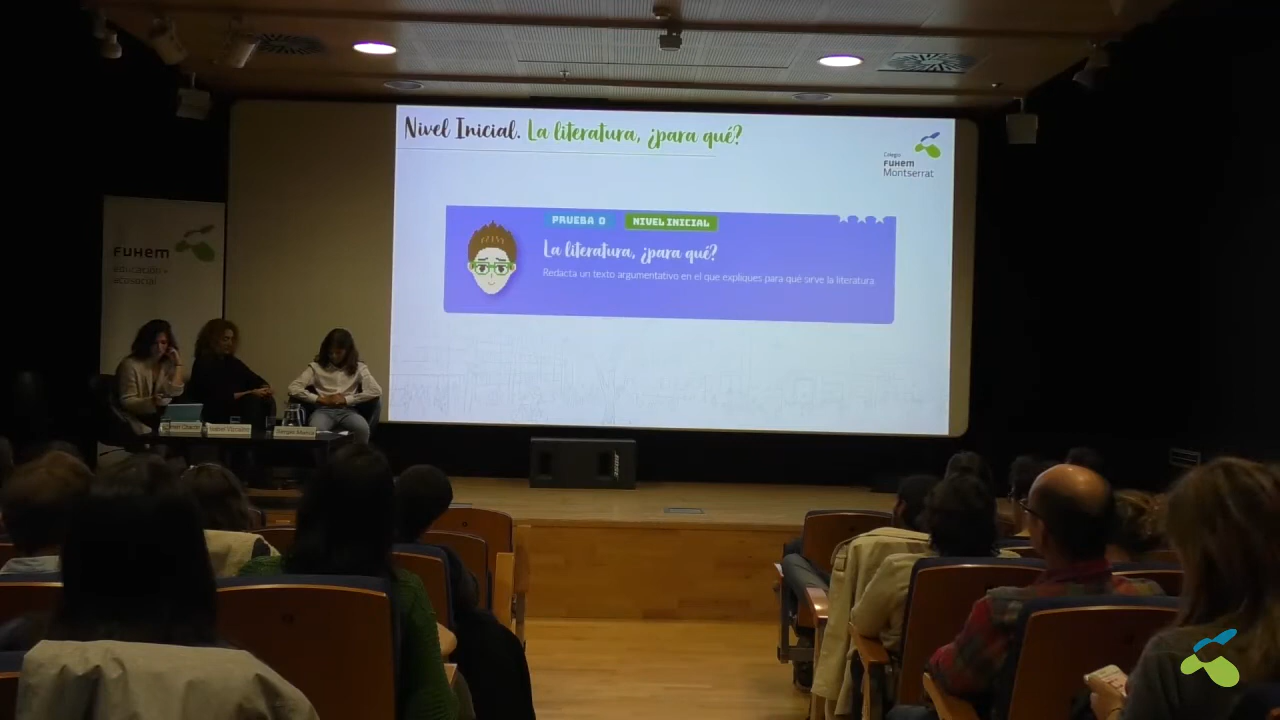 Nivel Inicial. La literatura, ¿para qué?
Colegio
FUHEM
Montserrat
PRUEBA 0
NIVEL INICIAL
La literatura, ¿para qué?
Redacta un texto argumentativo en el que expliques para qué sirve la literatura
FUHEM
Educación +
ecosocial